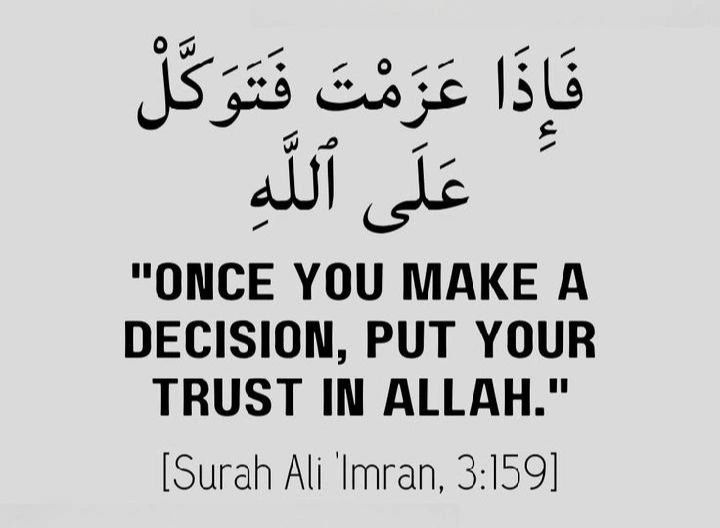 فَإِذَا عَزَمْتَ فَتَوَكَّلْ
عَلَى ٱللَّهِ
"ONCE YOU MAKE A
DECISION, PUT YOUR
TRUST IN ALLAH."
[Surah Ali 'Imran, 3:159]